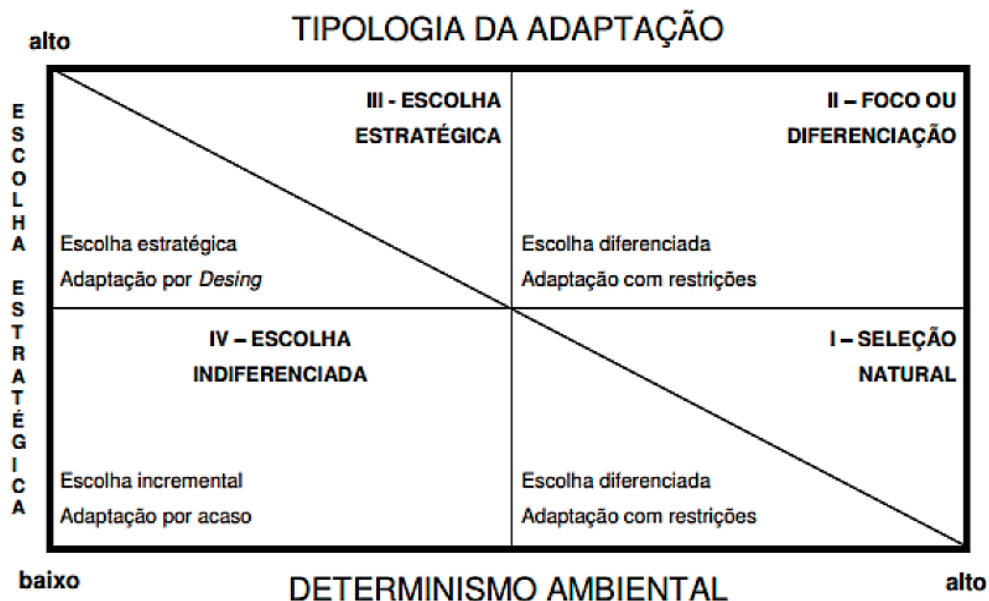 TIPOLOGIA DA ADAPTAÇÃO
alto
ESCOLHA ESTRATÉGICA
III - ESCOLHA
ESTRATÉGICA
Escolha estratégica
Adaptação por Desing
II – FOCO OU
DIFERENCIAÇÃO
Escolha diferenciada
Adaptação com restrições
IV – ESCOLHA
INDIFERENCIADA
Escolha incremental
Adaptação por acaso
I – SELEÇÃO
NATURAL
Escolha diferenciada
Adaptação com restrições
baixo
DETERMINISMO AMBIENTAL
alto